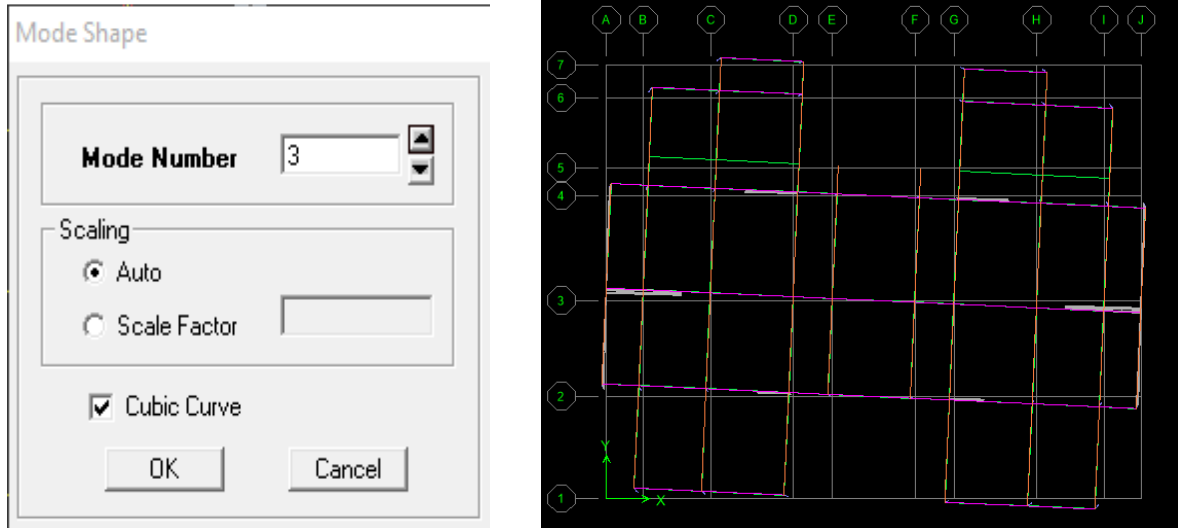 Mode Shape
Mode Number 3
Scaling
Auto
Scale Factor
Cubic Curve
OK Cancel
A B C D E F G H I J
7
6
5
4
3
2
Y
1
X